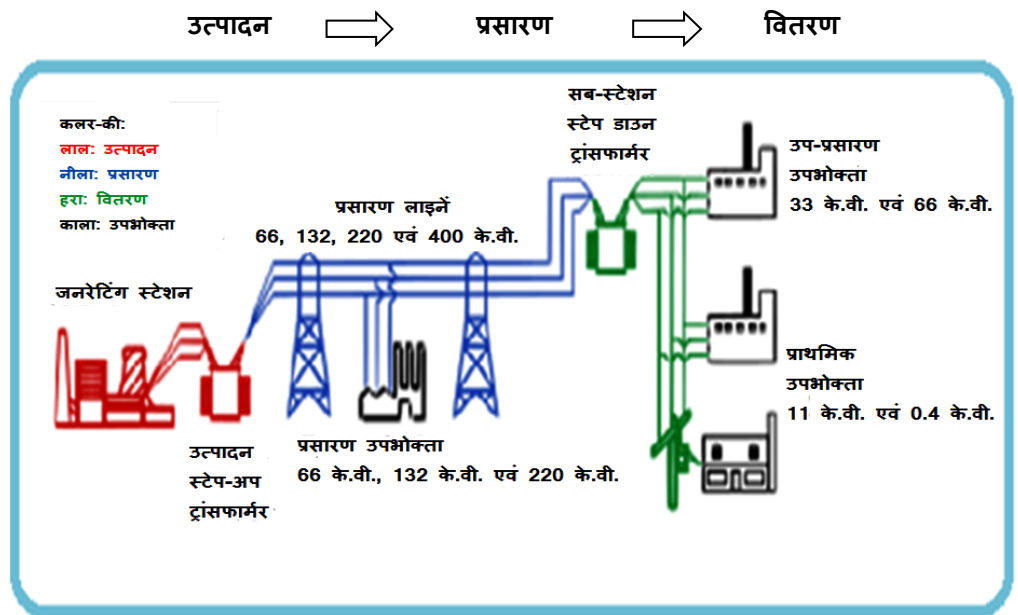 उत्पादन
प्रसारण
वितरण
कलर-की:
लाल: उत्पादन
नीला: प्रसारण
हरा: वितरण
काला: उपभोक्ता
सब-स्टेशन
स्टेप डाउन
ट्रांसफार्मर
उप-प्रसारण
उपभोक्ता
33 के.वी. एवं 66 के.वी.
प्रसारण लाइनें
66, 132, 220 एवं 400 के.वी.
जनरेटिंग स्टेशन
प्राथमिक
उपभोक्ता
11 के.वी. एवं 0.4 के.वी.
उत्पादन
स्टेप-अप
ट्रांसफार्मर
प्रसारण उपभोक्ता
66 के.वी., 132 के.वी. एवं 220 के.वी.